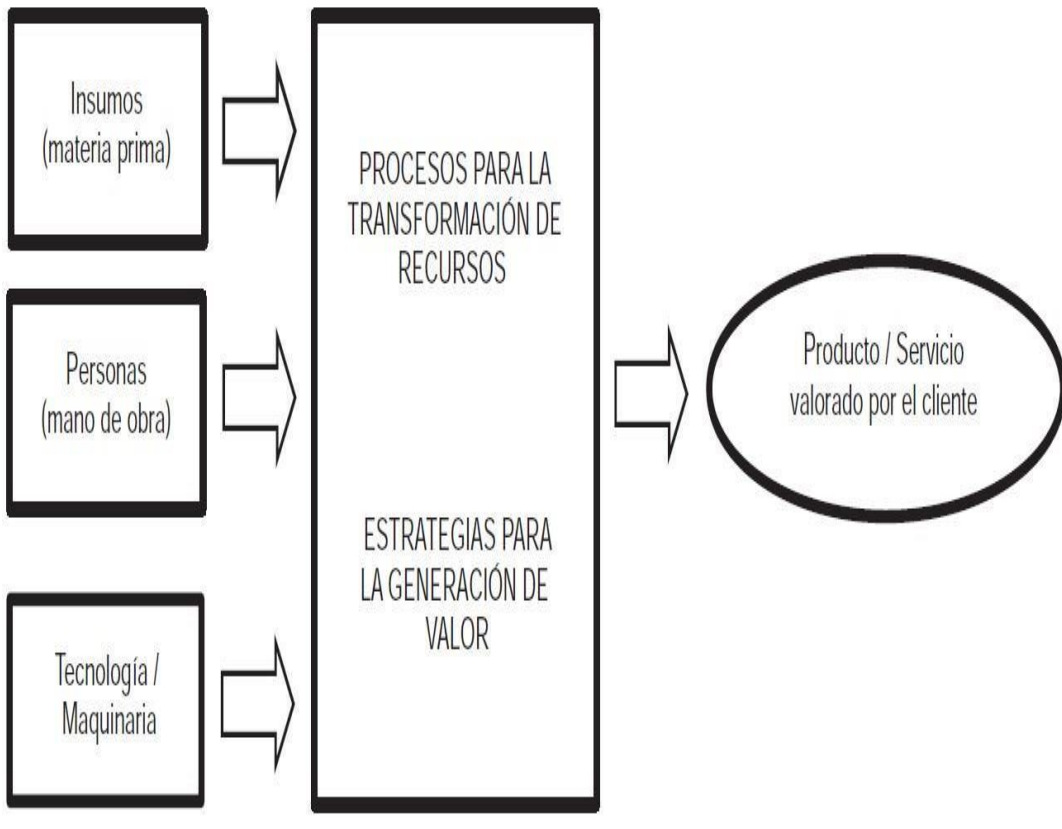 Insumos
(materia prima)
Personas
(mano de obra)
Tecnología /
Maquinaria
PROCESOS PARA LA
TRANSFORMACIÓN DE
RECURSOS
ESTRATEGIAS PARA
LA GENERACIÓN DE
VALOR
Producto / Servicio
valorado por el cliente